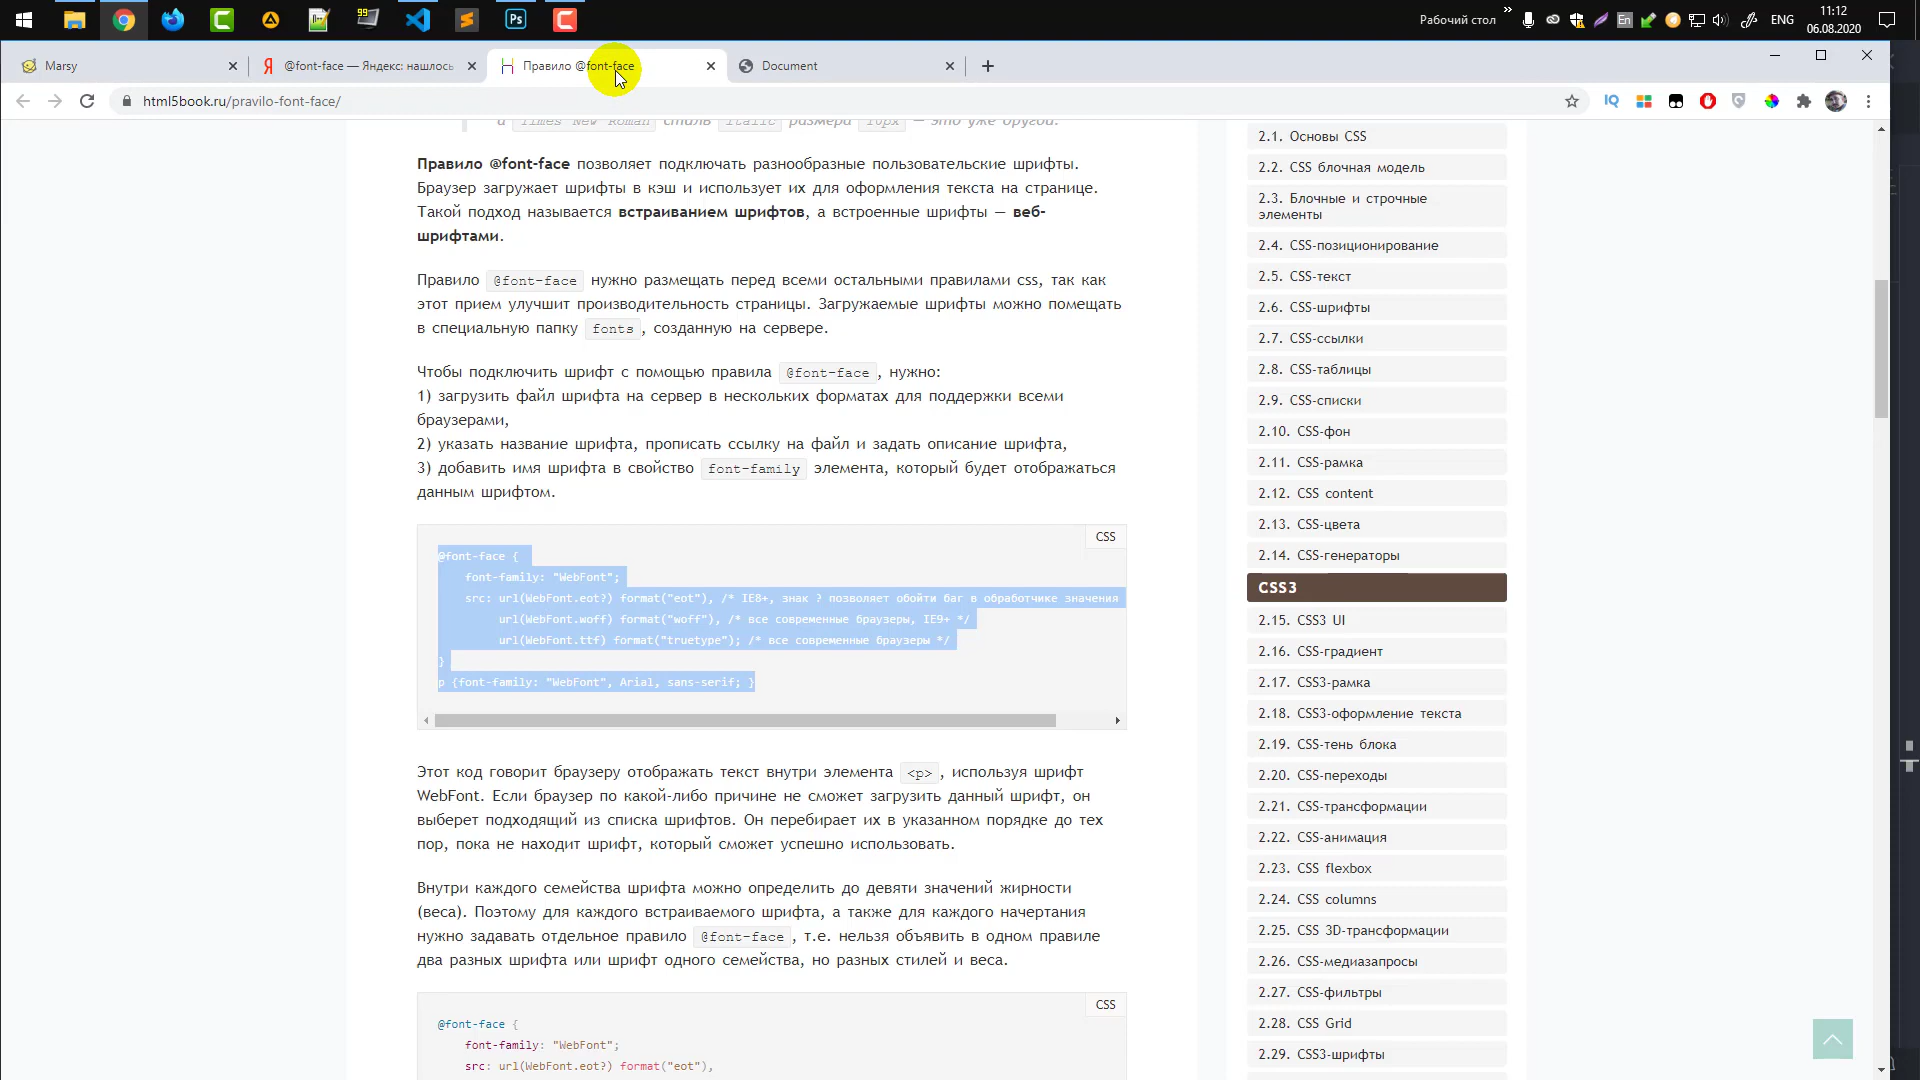 Рабочий стол
En
ENG
11:12
06.08.2020
99
Ps
Marsy
@font-face — Яндекс: нашлось
Правило @font-face
Document
html5book.ru/pravilo-font-face/
IQ
а Times New Roman стиль italic размера 16px — это уже другой.
Правило @font-face позволяет подключать разнообразные пользовательские шрифты.
Браузер загружает шрифты в кэш и использует их для оформления текста на странице.
Такой подход называется встраиванием шрифтов, а встроенные шрифты — веб-
шрифтами.
Правило @font-face нужно размещать перед всеми остальными правилами css, так как
этот прием улучшит производительность страницы. Загружаемые шрифты можно помещать
в специальную папку fonts, созданную на сервере.
Чтобы подключить шрифт с помощью правила @font-face, нужно:
1) загрузить файл шрифта на сервер в нескольких форматах для поддержки всеми
браузерами,
2) указать название шрифта, прописать ссылку на файл и задать описание шрифта,
3) добавить имя шрифта в свойство font-family элемента, который будет отображаться
данным шрифтом.
CSS
@font-face {
font-family: "WebFont";
src: url(WebFont.eot?) format("eot"), /* IE8+, знак ? позволяет обойти баг в обработчике значения
url(WebFont.woff) format("woff"), /* все современные браузеры, IE9+ */
url(WebFont.ttf) format("truetype"); /* все современные браузеры */
}
p {font-family: "WebFont", Arial, sans-serif; }
Этот код говорит браузеру отображать текст внутри элемента <p>, используя шрифт
WebFont. Если браузер по какой-либо причине не сможет загрузить данный шрифт, он
выберет подходящий из списка шрифтов. Он перебирает их в указанном порядке до тех
пор, пока не находит шрифт, который сможет успешно использовать.
Внутри каждого семейства шрифта можно определить до девяти значений жирности
(веса). Поэтому для каждого встраиваемого шрифта, а также для каждого начертания
нужно задавать отдельное правило @font-face, т.е. нельзя объявить в одном правиле
два разных шрифта или шрифт одного семейства, но разных стилей и веса.
CSS
@font-face {
font-family: "WebFont";
src: url(WebFont.eot?) format("eot"),
2.1. Основы CSS
2.2. CSS блочная модель
2.3. Блочные и строчные
элементы
2.4. CSS-позиционирование
2.5. CSS-текст
2.6. CSS-шрифты
2.7. CSS-ссылки
2.8. CSS-таблицы
2.9. CSS-списки
2.10. CSS-фон
2.11. CSS-рамка
2.12. CSS content
2.13. CSS-цвета
2.14. CSS-генераторы
CSS3
2.15. CSS3 UI
2.16. CSS-градиент
2.17. CSS3-рамка
2.18. CSS3-оформление текста
2.19. CSS-тень блока
2.20. CSS-переходы
2.21. CSS-трансформации
2.22. CSS-анимация
2.23. CSS flexbox
2.24. CSS columns
2.25. CSS 3D-трансформации
2.26. CSS-медиазапросы
2.27. CSS-фильтры
2.28. CSS Grid
2.29. CSS3-шрифты